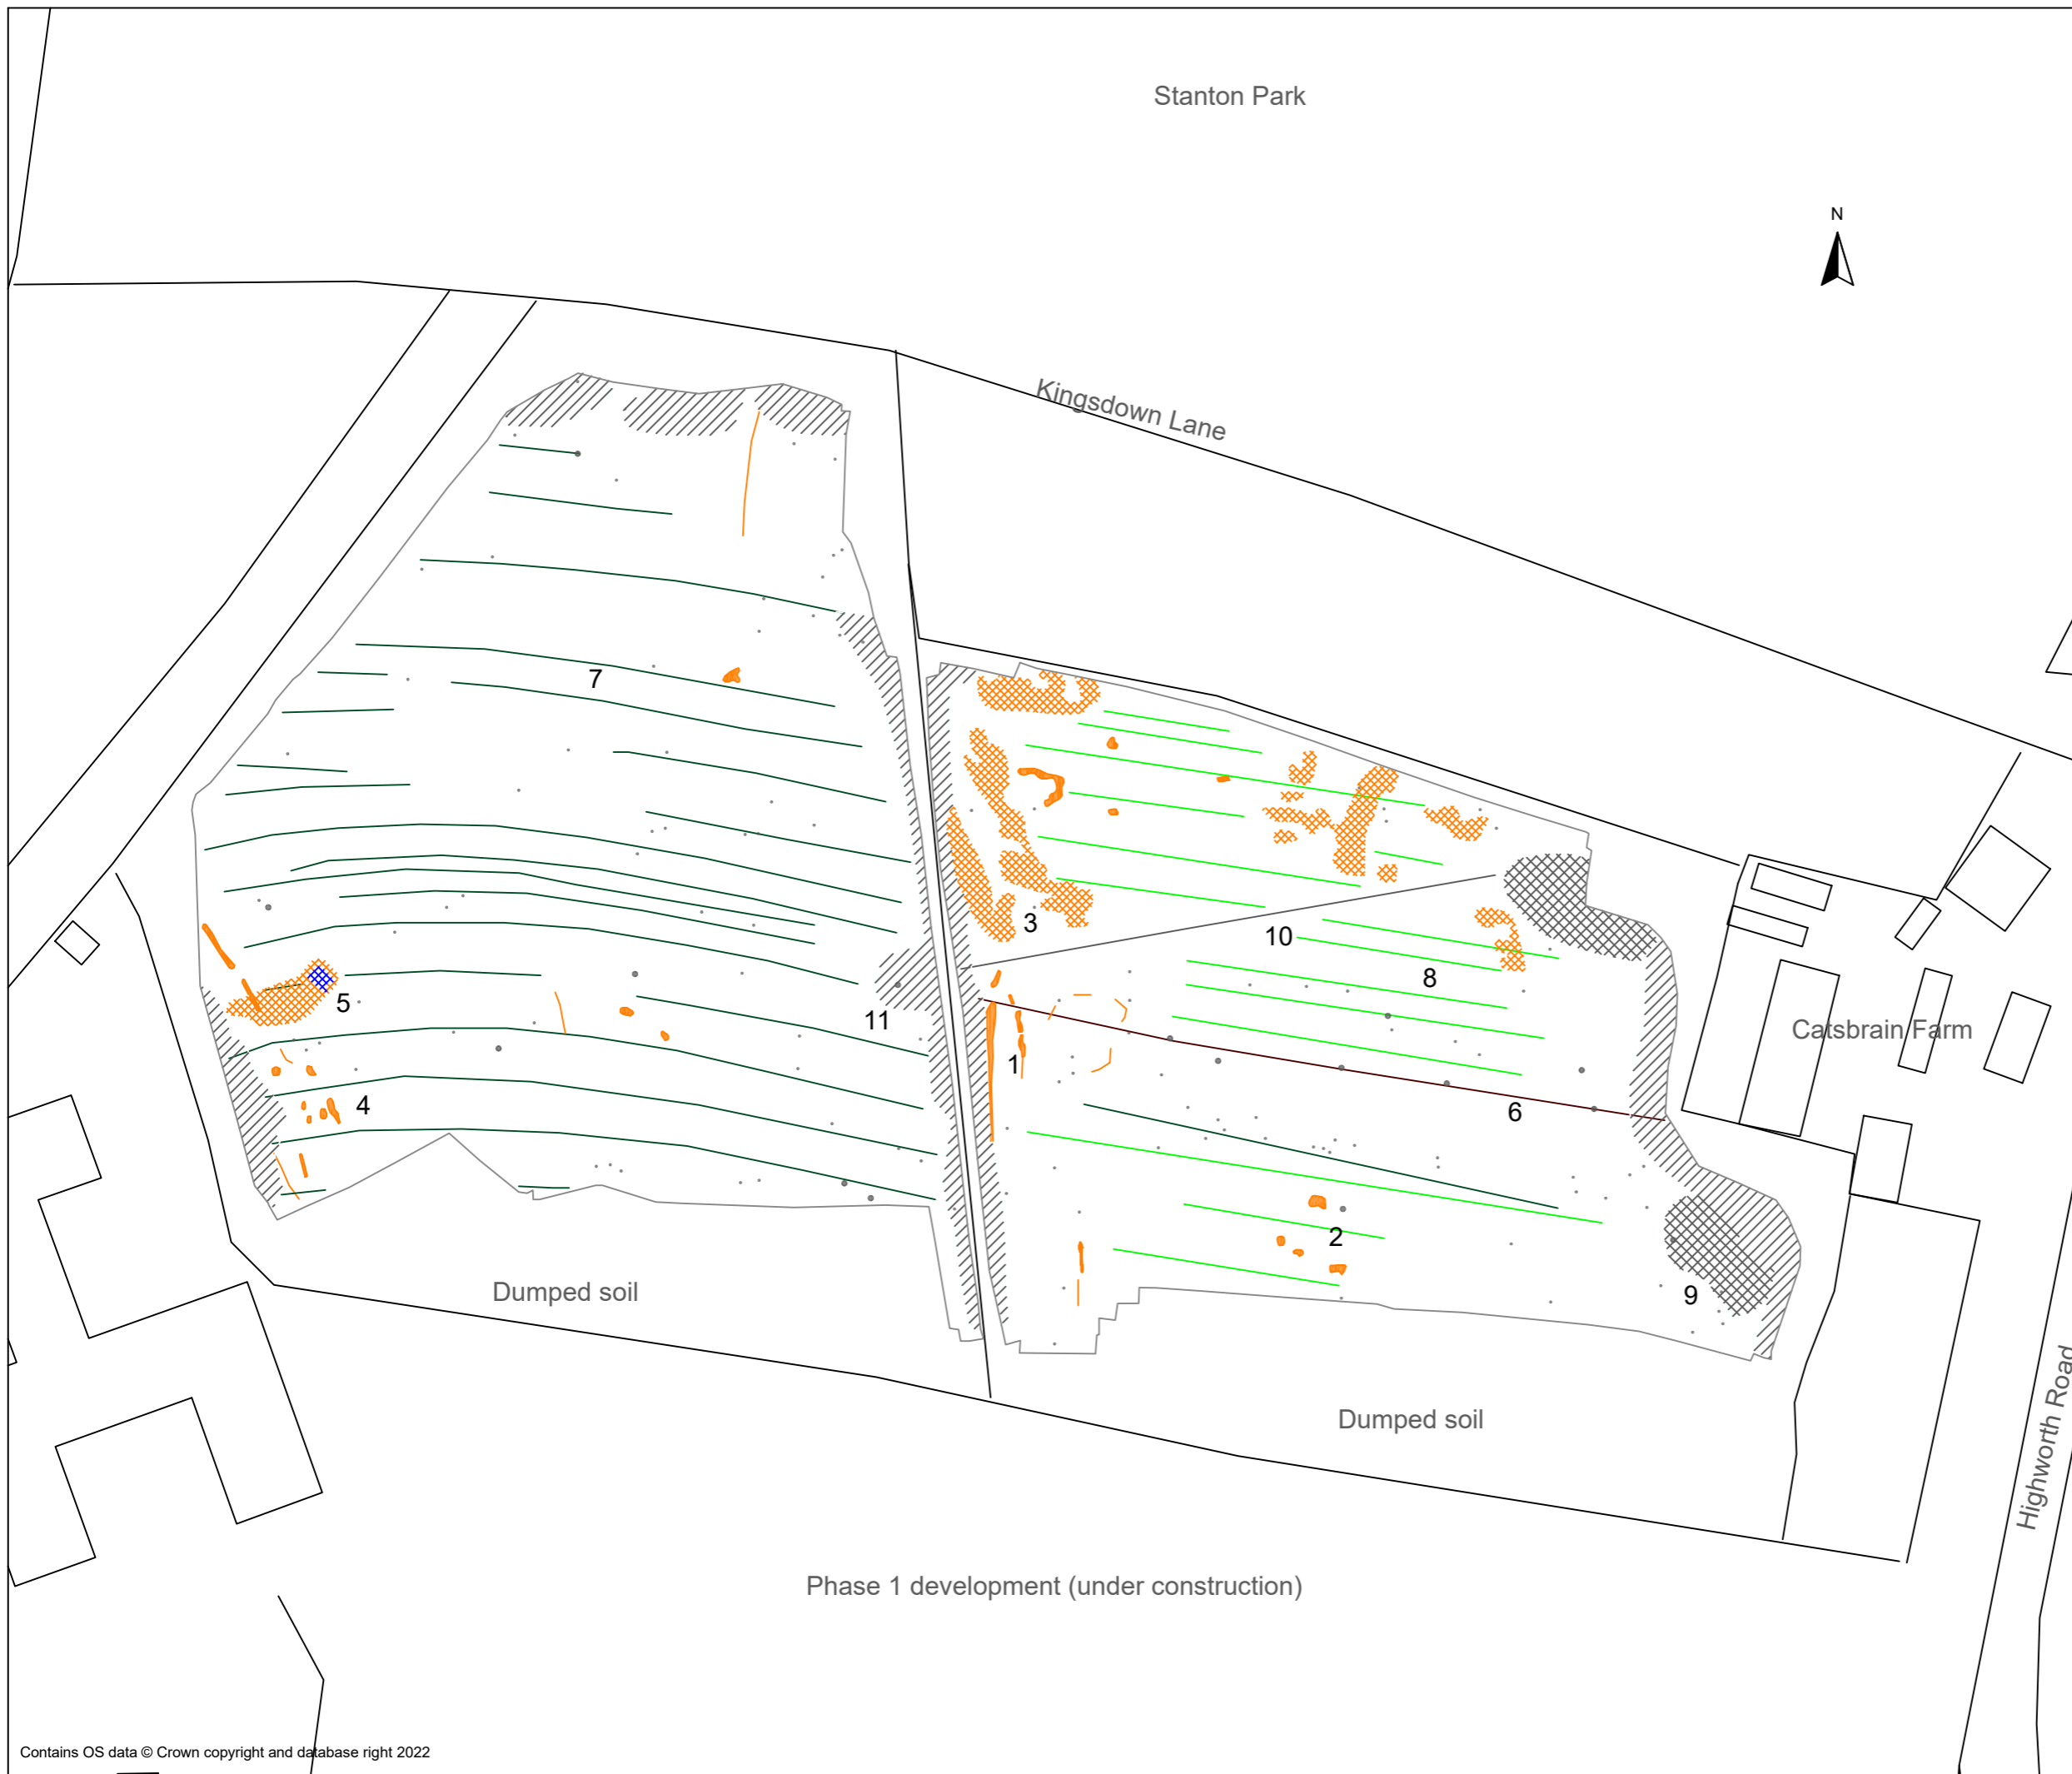 Stanton Park
N
Kingsdown Lane
7
3
10
8
5
11
Catsbrain Farm
1
4
6
2
Dumped soil
9
Dumped soil
Highworth Road
Phase 1 development (under construction)
Contains OS data © Crown copyright and database right 2022